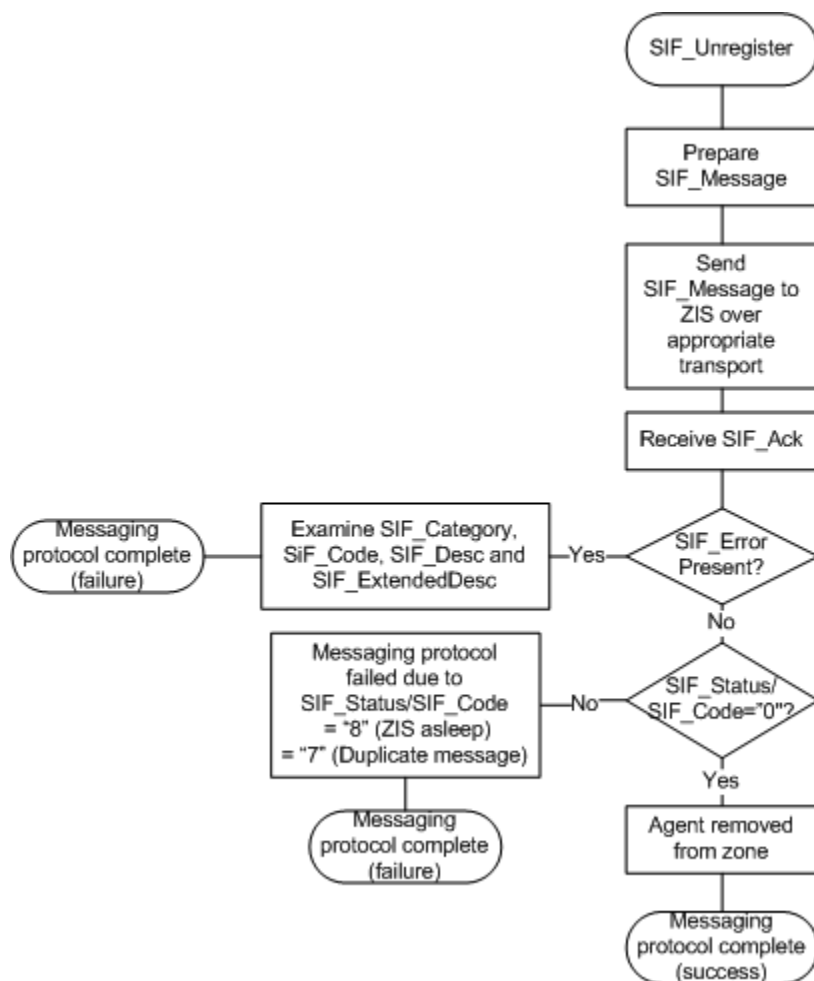 SIF_Unregister
Prepare
SIF_Message
Send
SIF_Message to
ZIS over
appropriate
transport
Receive SIF_Ack
SIF_Error
Present?
Yes
Examine SIF_Category,
SiF_Code, SIF_Desc and
SIF_ExtendedDesc
Messaging
protocol complete
(failure)
No
SIF_Status/
SIF_Code="0"?
No
Messaging protocol
failed due to
SIF_Status/SIF_Code
= “8” (ZIS asleep)
= “7” (Duplicate message)
Messaging
protocol complete
(failure)
Yes
Agent removed
from zone
Messaging
protocol complete
(success)